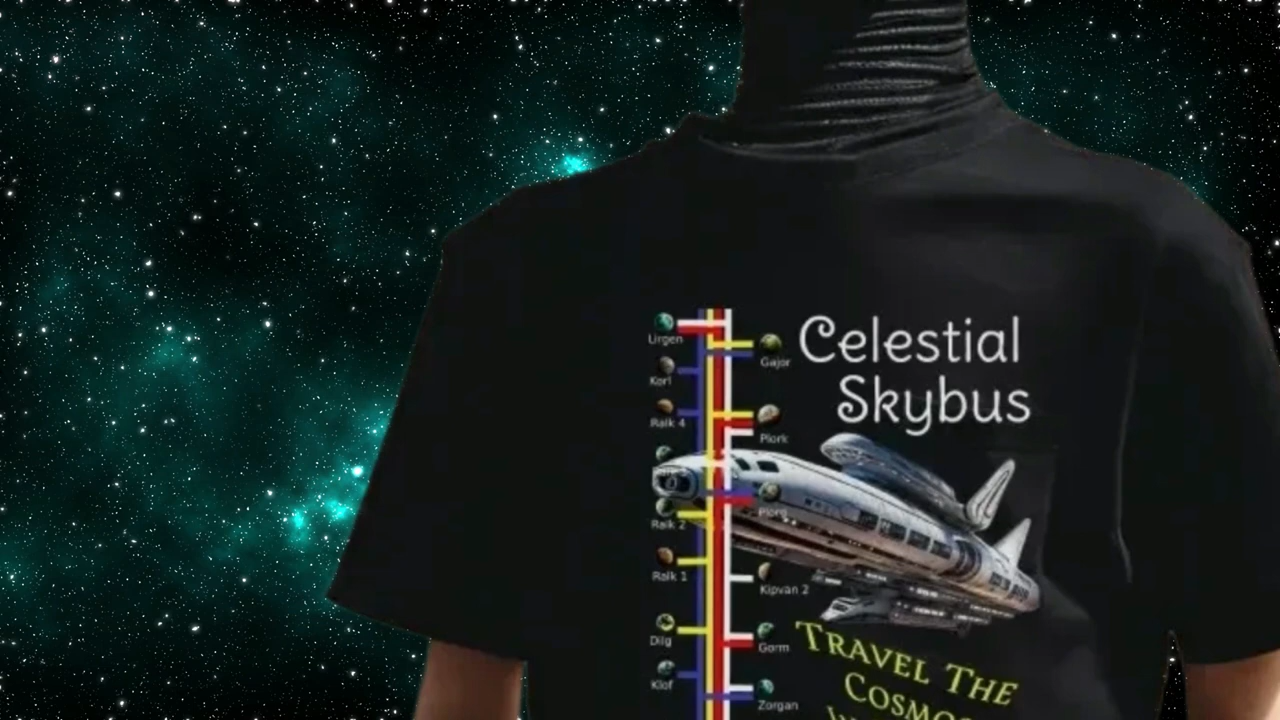 Celestial
Skybus
Urgen
Gajor
Korl
Ralk 4
Plork
Ralk 2
Ralk 1
Kipvan 2
Dilg
Gorm
Klof
Zorgan
TRAVEL THE
COSMOS